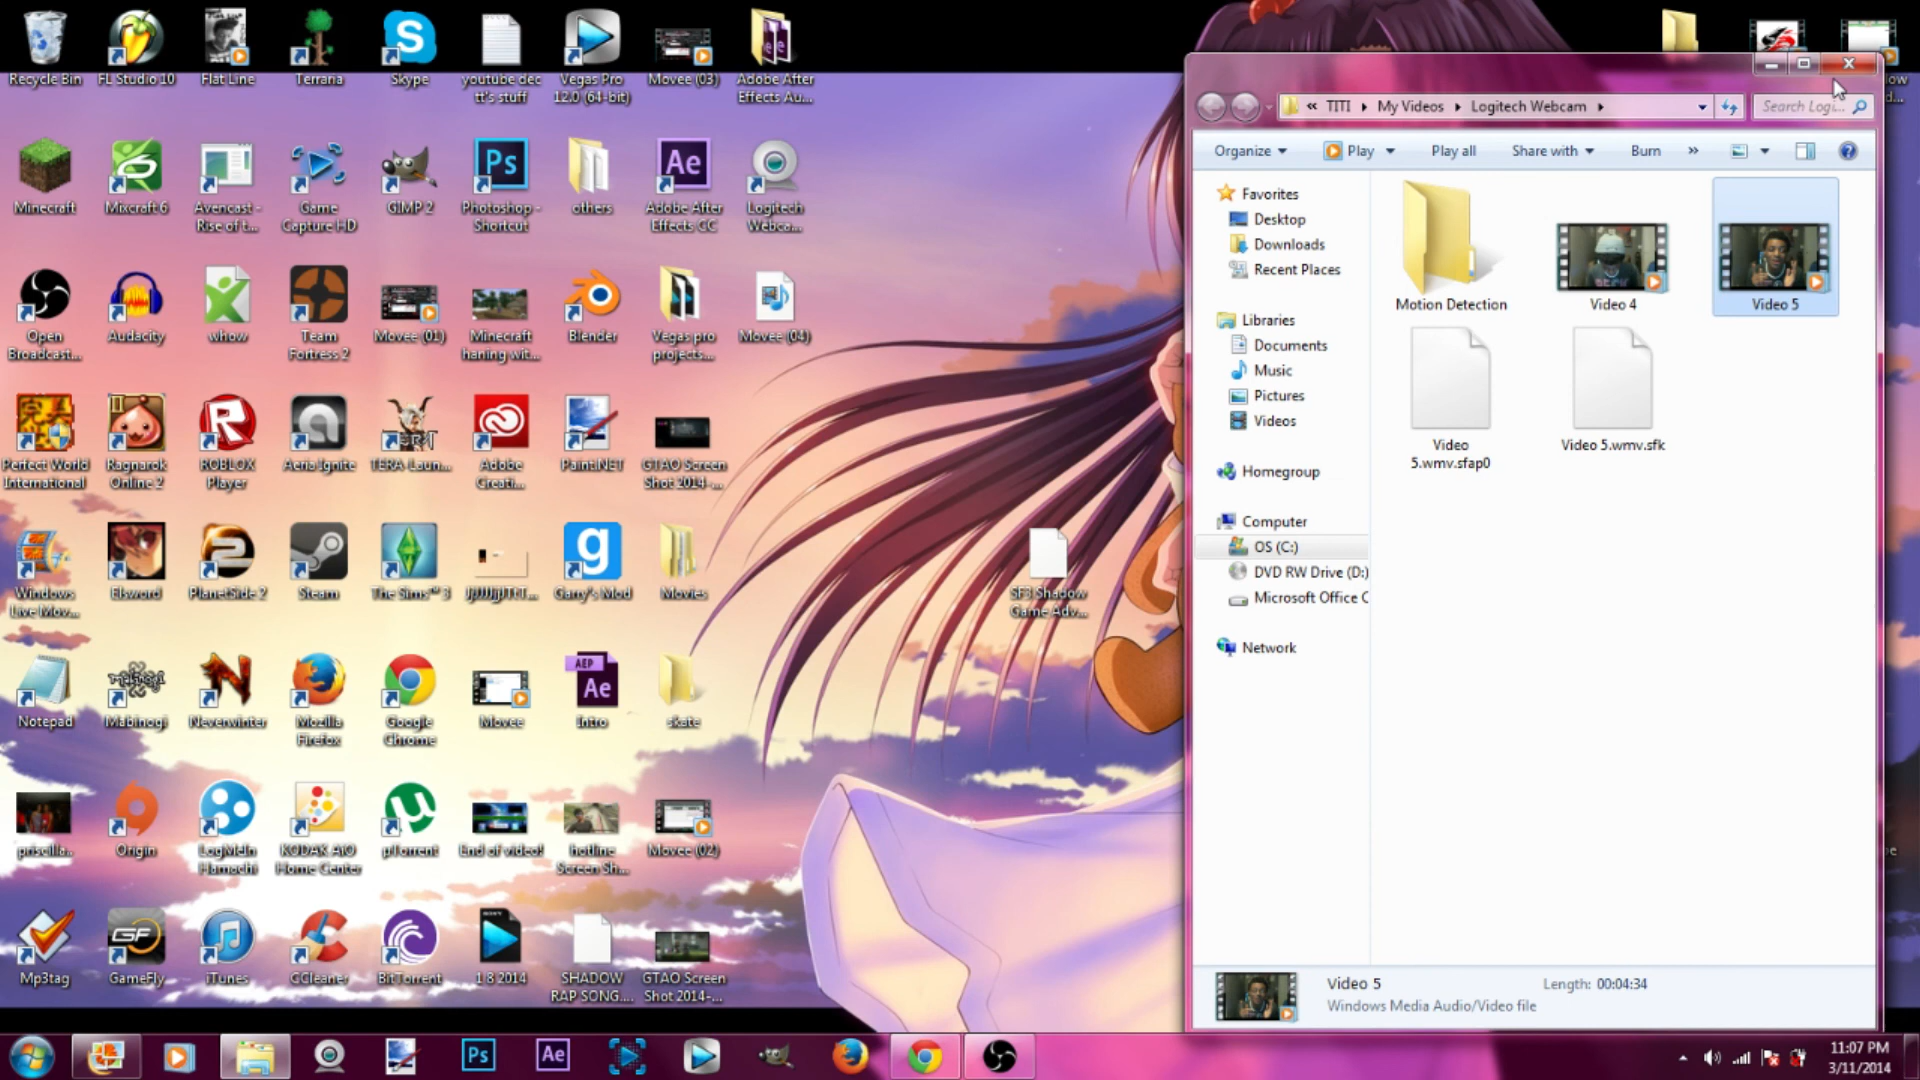 Recycle Bin
FL Studio 10
Flat Line
Terraria
Skype
youtube dec
tt's stuff
Vegas Pro
12.0 (64-bit)
Movee (03)
Adobe After
Effects Au...
Minecraft
Mixcraft 6
Avencast -
Rise of t...
Game
Capture HD
GIMP 2
Photoshop -
Shortcut
others
Adobe After
Effects CC
Logitech
Webca...
Open
Broadcast...
Audacity
whow
Team
Fortress 2
Movee (01)
Minecraft
haning wit...
Blender
Vegas pro
projects...
Movee (04)
Perfect World
International
Ragnarok
Online 2
ROBLOX
Player
Aeria Ignite
TERA-Laun...
Adobe
Creati...
Paint.NET
GTAO Screen
Shot 2014-...
Windows
Live Mov...
Elsword
PlanetSide 2
Steam
The Sims™ 3
Garry's Mod
Movies
SF3 Shadow
Game Adv...
Notepad
Mabinogi
Neverwinter
Mozilla
Firefox
Google
Chrome
Movee
Intro
skate
priscilla...
Origin
LogMeIn
Hamachi
KODAK AiO
Home Center
µTorrent
End of video!
hotline
Screen Sh...
Movee (02)
Mp3tag
GameFly
iTunes
CCleaner
BitTorrent
1 8 2014
SHADOW
RAP SONG....
GTAO Screen
Shot 2014-...
« TITI ▸ My Videos ▸ Logitech Webcam ▸
Search Logi...
Organize
Play
Play all
Share with
Burn
»
Favorites
Desktop
Downloads
Recent Places
Libraries
Documents
Music
Pictures
Videos
Homegroup
Computer
OS (C:)
DVD RW Drive (D:)
Microsoft Office C
Network
Motion Detection
Video 4
Video 5
Video
5.wmv.sfap0
Video 5.wmv.sfk
Video 5
Length: 00:04:34
Windows Media Audio/Video file
11:07 PM
3/11/2014